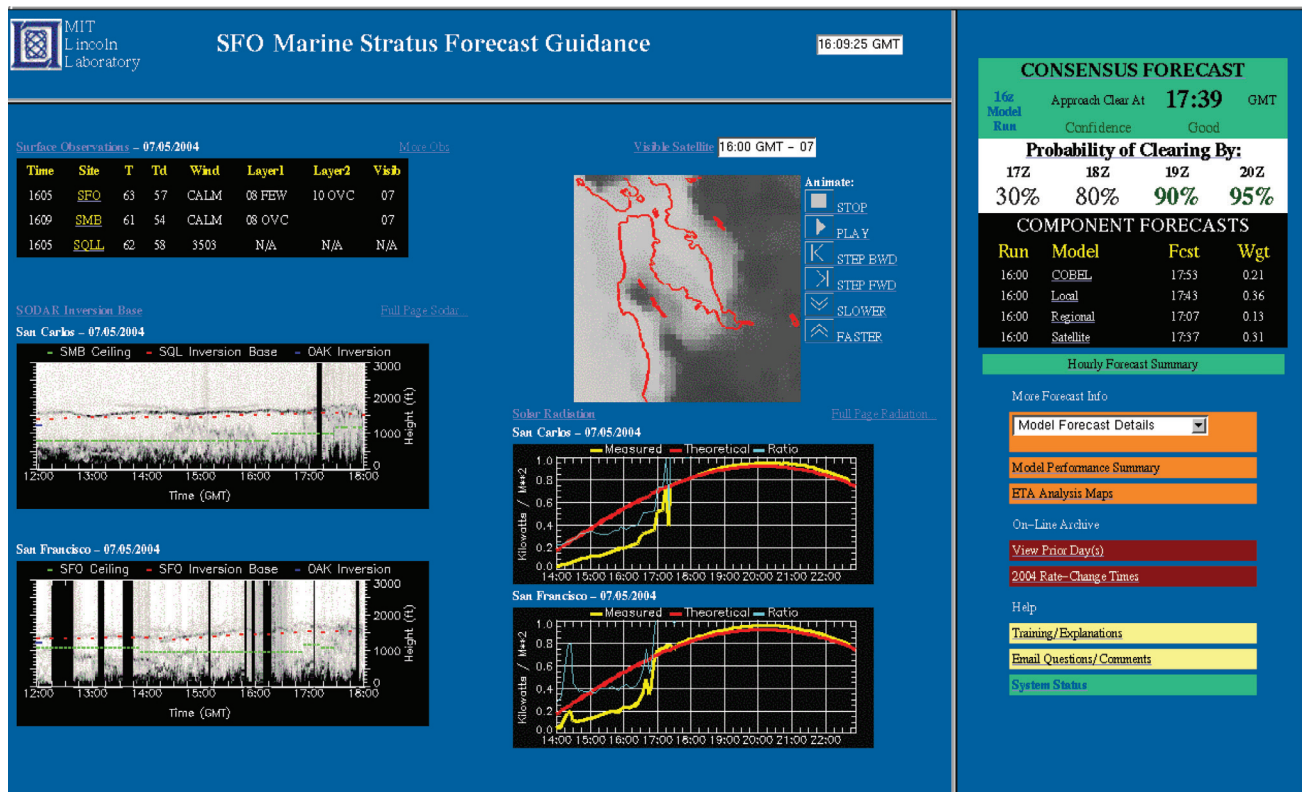 MIT
Lincoln
Laboratory
SFO Marine Stratus Forecast Guidance
16:09:25 GMT
Surface Observations – 07/05/2004
More Obs
Time Site T Td Wind Layer1 Layer2 Visib
1605 SFO 63 57 CALM 08 FEW 10 OVC 07
1609 SMB 61 54 CALM 08 OVC 07
1605 SQLL 62 58 3503 N/A N/A N/A
SODAR Inversion Base
Full Page Sodar...
San Carlos – 07/05/2004
SMB Ceiling SQL Inversion Base OAK Inversion
3000
2000
1000
0
Height (ft)
12:00 13:00 14:00 15:00 16:00 17:00 18:00
Time (GMT)
San Francisco – 07/05/2004
SFO Ceiling SFO Inversion Base OAK Inversion
3000
2000
1000
0
Height (ft)
12:00 13:00 14:00 15:00 16:00 17:00 18:00
Time (GMT)
Visible Satellite 16:00 GMT – 07
Animate:
STOP
PLAY
STEP BWD
STEP FWD
SLOWER
FASTER
Solar Radiation
Full Page Radiation...
San Carlos – 07/05/2004
Measured Theoretical Ratio
Kilowatts / M**2
1.0
0.8
0.6
0.4
0.2
0.0
14:00 15:00 16:00 17:00 18:00 19:00 20:00 21:00 22:00
San Francisco – 07/05/2004
Measured Theoretical Ratio
Kilowatts / M**2
1.0
0.8
0.6
0.4
0.2
0.0
14:00 15:00 16:00 17:00 18:00 19:00 20:00 21:00 22:00
CONSENSUS FORECAST
16z
Model
Run
Approach Clear At 17:39 GMT
Confidence Good
Probability of Clearing By:
17Z 18Z 19Z 20Z
30% 80% 90% 95%
COMPONENT FORECASTS
Run Model Fcst Wgt
16:00 COBEL 17:53 0.21
16:00 Local 17:43 0.36
16:00 Regional 17:07 0.13
16:00 Satellite 17:37 0.31
Hourly Forecast Summary
More Forecast Info
Model Forecast Details
Model Performance Summary
ETA Analysis Maps
On–Line Archive
View Prior Day(s)
2004 Rate–Change Times
Help
Training/Explanations
Email Questions/Comments
System Status